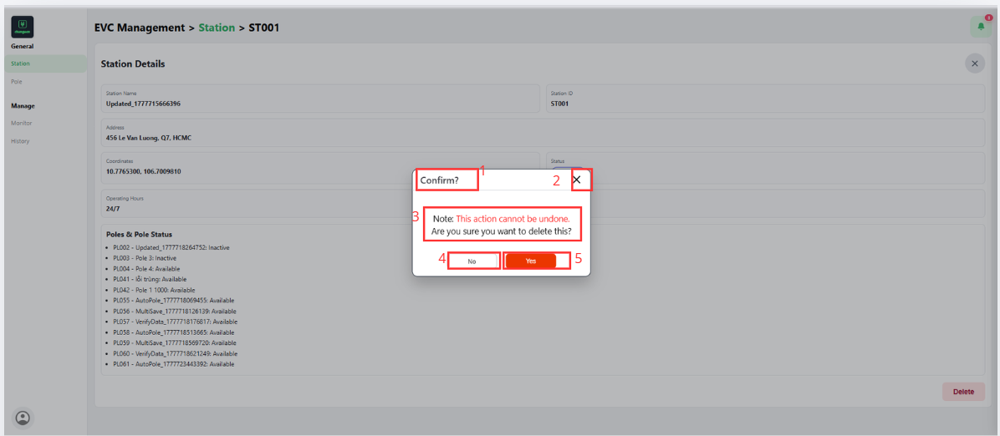 EVC Management > Station > ST001
2
General
Station
Pole
Manage
Monitor
History
Station Details
Station Name
Updated_1777715666396
Station ID
ST001
Address
456 Le Van Luong, Q7, HCMC
Coordinates
10.7765300, 106.7009810
Status
Operating Hours
24/7
Poles & Pole Status
• PL002 - Updated_1777718264752: Inactive
• PL003 - Pole 3: Inactive
• PL004 - Pole 4: Available
• PL041 - lỗi trùng: Available
• PL042 - Pole 1 1000: Available
• PL055 - AutoPole_1777718069455: Available
• PL056 - MultiSave_1777718126139: Available
• PL057 - VerifyData_1777718176817: Available
• PL058 - AutoPole_1777718513665: Available
• PL059 - MultiSave_1777718569720: Available
• PL060 - VerifyData_1777718621249: Available
• PL061 - AutoPole_1777723443392: Available
Delete
Confirm?
1
2
3
Note: This action cannot be undone.
Are you sure you want to delete this?
4
No
Yes
5